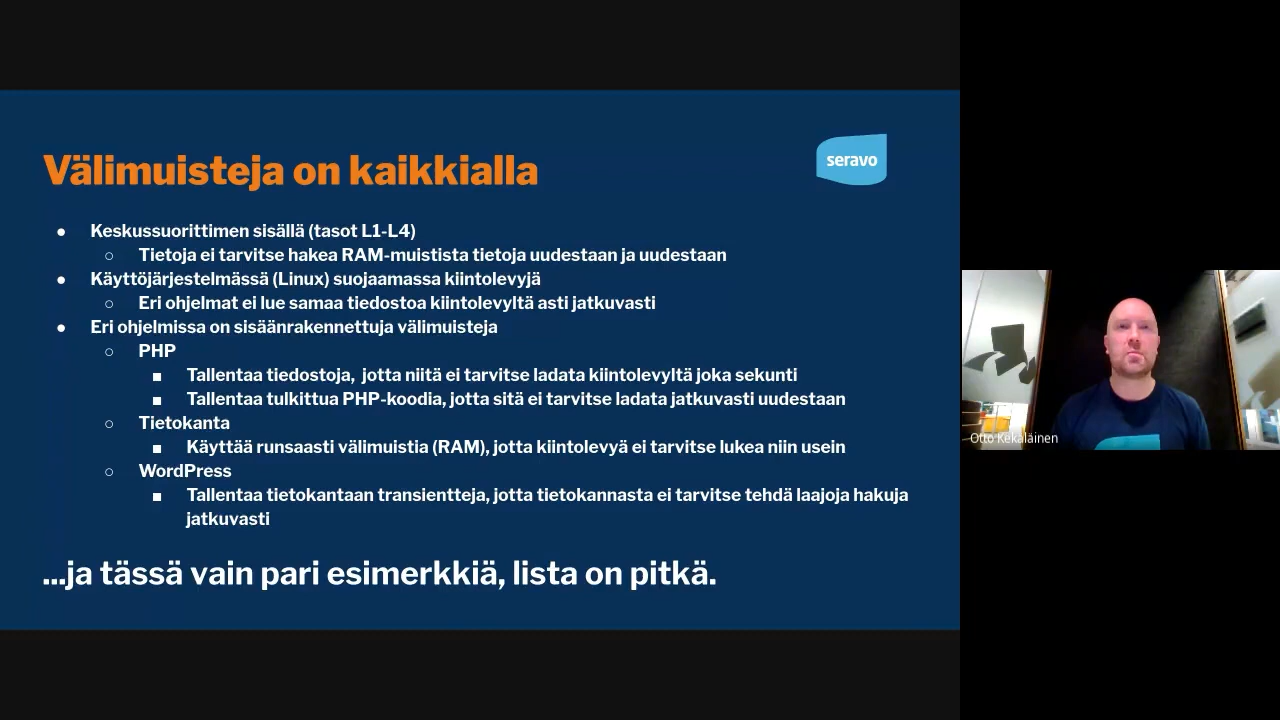 Välimuisteja on kaikkialla
seravo
● Keskussuorittimen sisällä (tasot L1-L4)
○ Tietoja ei tarvitse hakea RAM-muistista tietoja uudestaan ja uudestaan
● Käyttöjärjestelmässä (Linux) suojaamassa kiintolevyjä
○ Eri ohjelmat ei lue samaa tiedostoa kiintolevyltä asti jatkuvasti
● Eri ohjelmissa on sisäänrakennettuja välimuisteja
○ PHP
■ Tallentaa tiedostoja, jotta niitä ei tarvitse ladata kiintolevyltä joka sekunti
■ Tallentaa tulkittua PHP-koodia, jotta sitä ei tarvitse ladata jatkuvasti uudestaan
○ Tietokanta
■ Käyttää runsaasti välimuistia (RAM), jotta kiintolevyä ei tarvitse lukea niin usein
○ WordPress
■ Tallentaa tietokantaan transientteja, jotta tietokannasta ei tarvitse tehdä laajoja hakuja
jatkuvasti
...ja tässä vain pari esimerkkiä, lista on pitkä.
Otto Kekäläinen